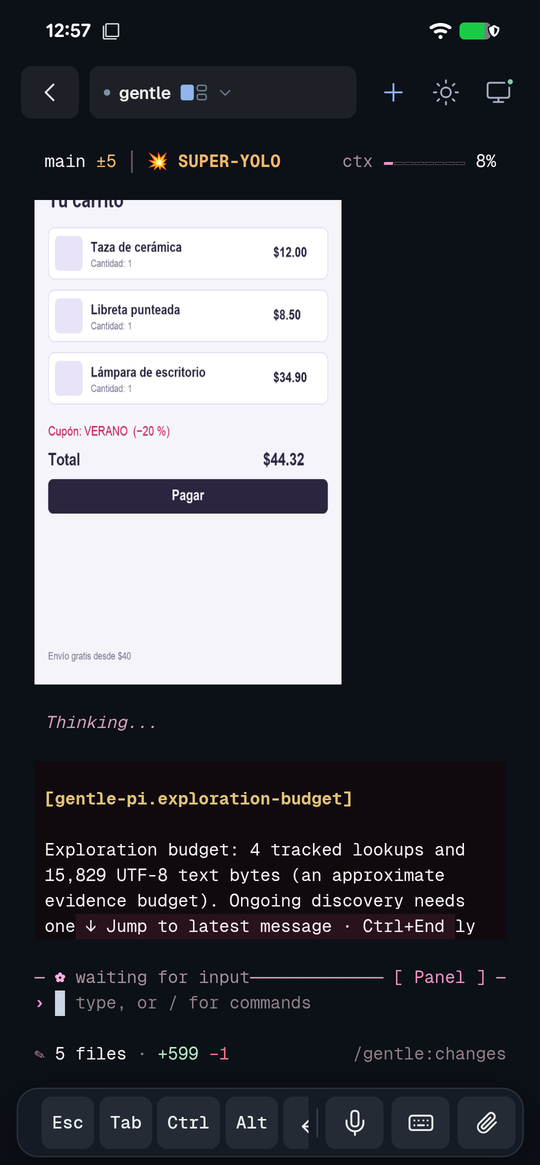 12:57
gentle
main ±5 │ 💥 SUPER-YOLO ctx 8%
Tu carrito
Taza de cerámica
Cantidad: 1
$12.00
Libreta punteada
Cantidad: 1
$8.50
Lámpara de escritorio
Cantidad: 1
$34.90
Cupón: VERANO (−20 %)
Total $44.32
Pagar
Envío gratis desde $40
Thinking...
[gentle-pi.exploration-budget]
Exploration budget: 4 tracked lookups and
15,829 UTF-8 text bytes (an approximate
evidence budget). Ongoing discovery needs
one ↓ Jump to latest message · Ctrl+End ly
waiting for input [ Panel ]
› type, or / for commands
5 files · +599 −1 /gentle:changes
Esc Tab Ctrl Alt